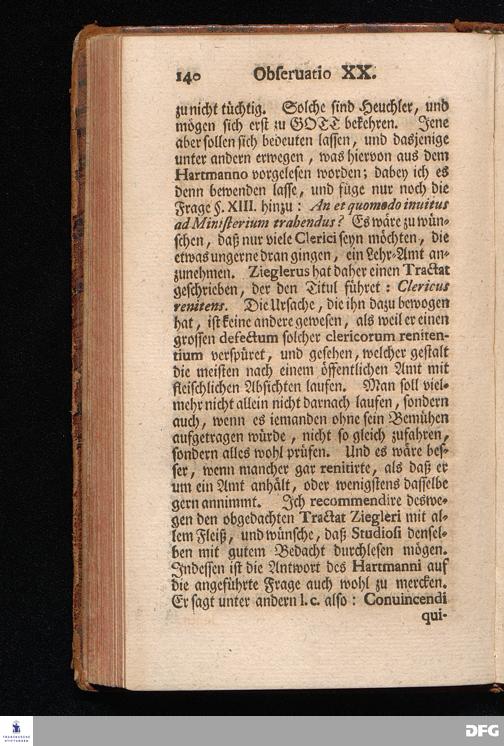 140 Obſeruatio XX.
zu nicht tüchtig. Solche ſind Heuchler, und
mögen ſich erſt zu GOTT bekehren. Jene
aber ſollen ſich bedeuten laſſen, und dasjenige
unter andern erwegen, was hiervon aus dem
Hartmanno vorgeleſen worden; dabey ich es
denn bewenden laſſe, und füge nur noch die
Frage §. XIII. hinzu: An et quomodo inuitus
ad Miniſterium trahendus? Es wäre zu wün-
ſchen, daß nur viele Clerici ſeyn möchten, die
etwas ungerne dran gingen, ein Lehr-Amt an-
zunehmen. Zieglerus hat daher einen Tractat
geſchrieben, der den Titul führet: Clericus
renitens. Die Urſache, die ihn dazu bewogen
hat, iſt keine andere geweſen, als weil er einen
groſſen defectum ſolcher clericorum reniten-
tium verſpüret, und geſehen, welcher geſtalt
die meiſten nach einem öffentlichen Amt mit
fleiſchlichen Abſichten laufen. Man ſoll viel-
mehr nicht allein nicht darnach laufen, ſondern
auch, wenn es iemanden ohne ſein Bemühen
aufgetragen würde, nicht ſo gleich zufahren,
ſondern alles wohl prüfen. Und es wäre beſ-
ſer, wenn mancher gar renitirte, als daß er
um ein Amt anhält, oder wenigſtens daſſelbe
gern annimmt. Ich recommendire deswe-
gen den obgedachten Tractat Ziegleri mit al-
lem Fleiß, und wünſche, daß Studioſi denſel-
ben mit gutem Bedacht durchleſen mögen.
Indeſſen iſt die Antwort des Hartmanni auf
die angeführte Frage auch wohl zu mercken.
Er ſagt unter andern l. c. alſo: Conuincendi
qui-
FRANCKESCHE
STIFTUNGEN
DFG